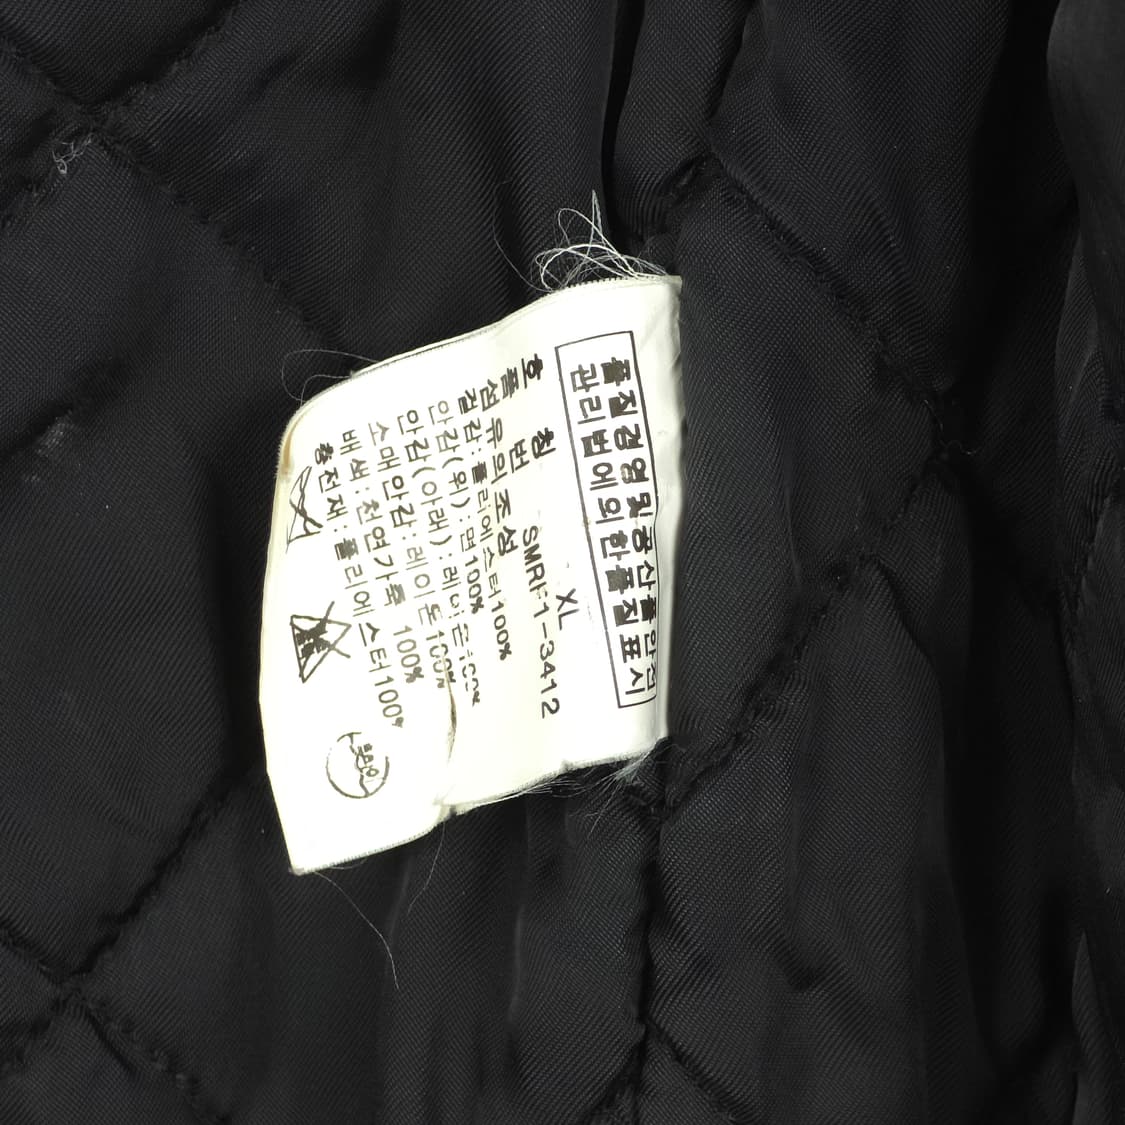 품질경영및공산품안전
관리법에의한품질표시
호 칭 XL
품 번 SMRF1-3412
섬유의조성
겉감:폴리에스터100%
안감(위):면100%
안감(아래):레이온100%
소매안감:레이온100%
배색:천연가죽 100%
충전재:폴리에스터100%